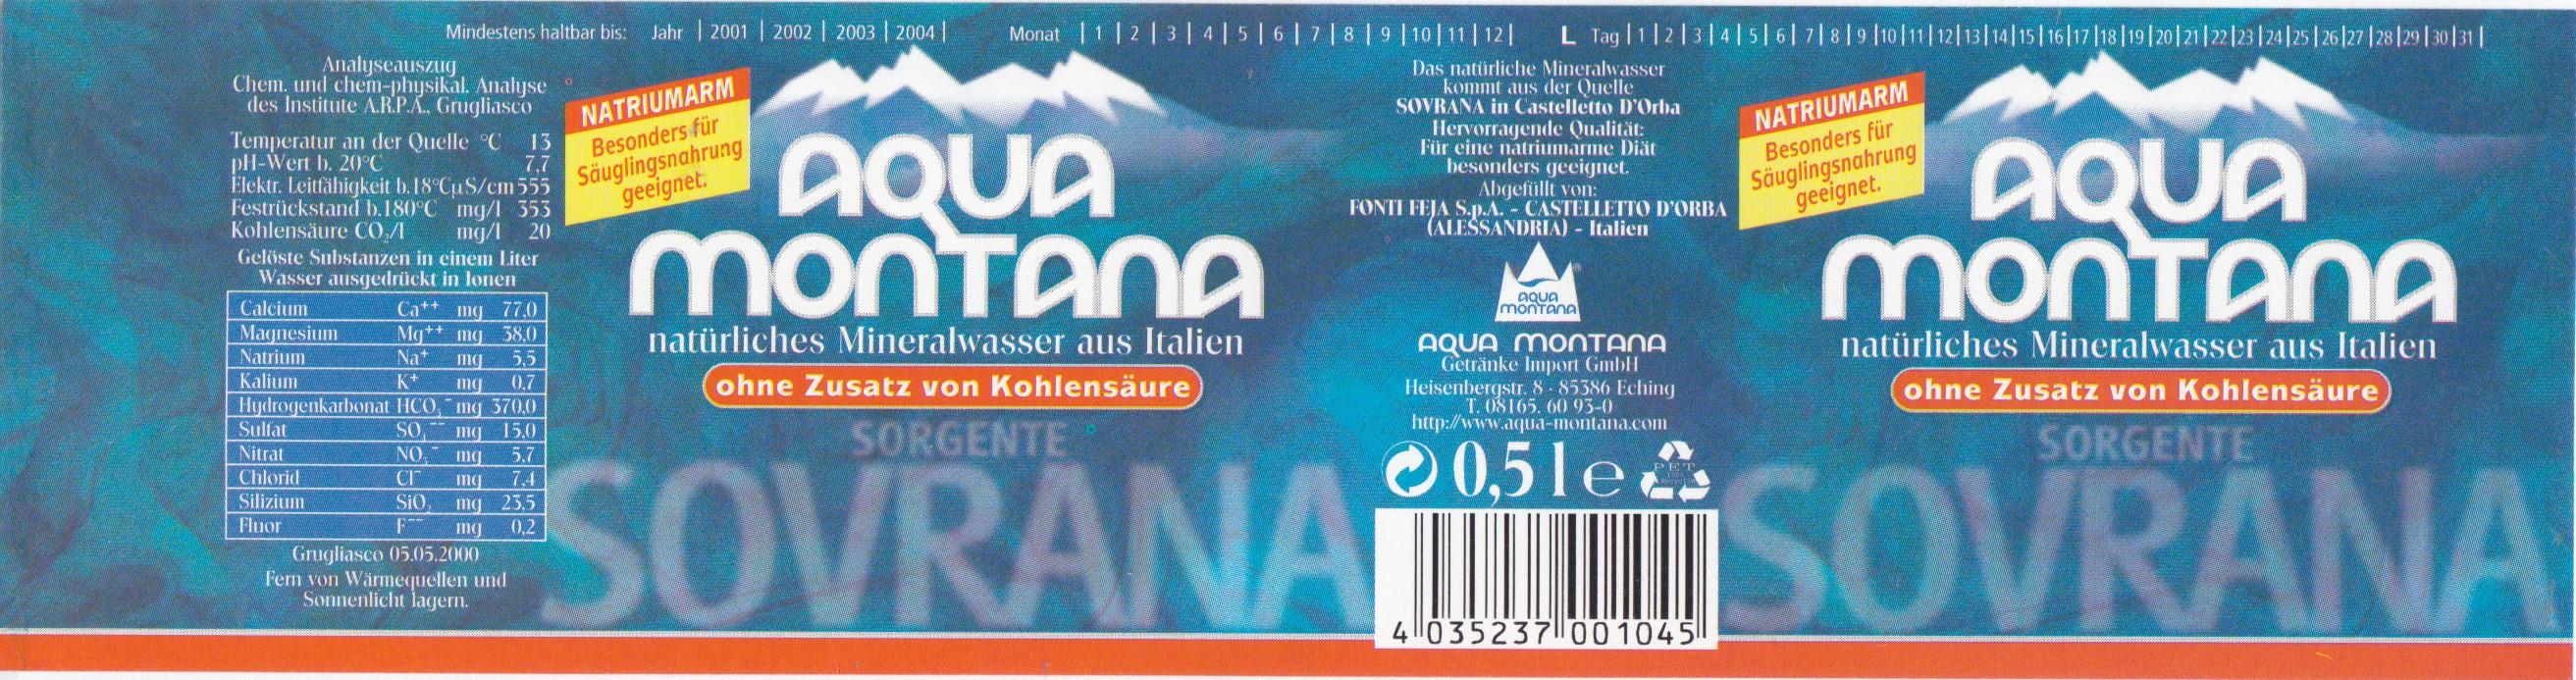 Mindestens haltbar bis: Jahr | 2001 | 2002 | 2003 | 2004 | Monat | 1 | 2 | 3 | 4 | 5 | 6 | 7 | 8 | 9 | 10 | 11 | 12 | L Tag | 1 | 2 | 3 | 4 | 5 | 6 | 7 | 8 | 9 | 10 | 11 | 12 | 13 | 14 | 15 | 16 | 17 | 18 | 19 | 20 | 21 | 22 | 23 | 24 | 25 | 26 | 27 | 28 | 29 | 30 | 31 |
Analyseauszug
Chem. und chem-physikal. Analyse
des Institute A.R.P.A., Grugliasco
Temperatur an der Quelle °C 13
pH-Wert b. 20°C 7,7
Elektr. Leitfähigkeit b.18°CµS/cm 555
Festrückstand b.180°C mg/l 353
Kohlensäure CO₂/l mg/l 20
Gelöste Substanzen in einem Liter
Wasser ausgedrückt in Ionen
Calcium Ca⁺⁺ mg 77,0
Magnesium Mg⁺⁺ mg 38,0
Natrium Na⁺ mg 5,5
Kalium K⁺ mg 0,7
Hydrogenkarbonat HCO₃⁻ mg 370,0
Sulfat SO₄⁻⁻ mg 15,0
Nitrat NO₃⁻ mg 5,7
Chlorid Cl⁻ mg 7,4
Silizium SiO₂ mg 23,5
Fluor F⁻⁻ mg 0,2
Grugliasco 05.05.2000
Fern von Wärmequellen und
Sonnenlicht lagern.
NATRIUMARM
Besonders für
Säuglingsnahrung
geeignet.
AQUA
MONTANA
natürliches Mineralwasser aus Italien
ohne Zusatz von Kohlensäure
SORGENTE
SOVRANA
Das natürliche Mineralwasser
kommt aus der Quelle
SOVRANA in Castelletto D'Orba
Hervorragende Qualität:
Für eine natriumarme Diät
besonders geeignet.
Abgefüllt von:
FONTI FEJA S.p.A. - CASTELLETTO D'ORBA
(ALESSANDRIA) - Italien
AQUA
MONTANA
®
AQUA MONTANA
Getränke Import GmbH
Heisenbergstr. 8 - 85386 Eching
T. 08165. 60 93-0
http://www.aqua-montana.com
0,5 l e PET
4 035237 001045
NATRIUMARM
Besonders für
Säuglingsnahrung
geeignet.
AQUA
MONTANA
natürliches Mineralwasser aus Italien
ohne Zusatz von Kohlensäure
SORGENTE
SOVRANA